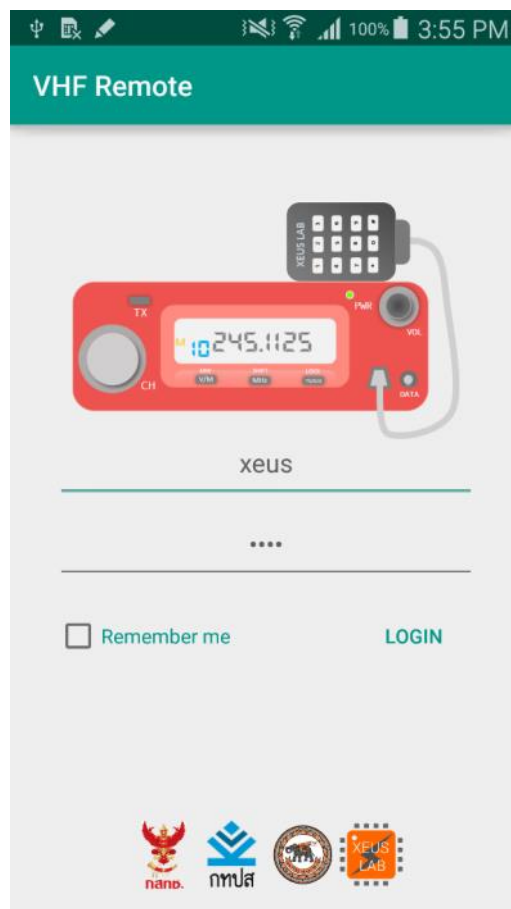 100% 3:55 PM
VHF Remote
XEUS LAB
TX
PWR
VOL
M 10 245.1125
CH
V/M
MHz
DATA
xeus
••••
Remember me
LOGIN
กสทช.
กทปส
XEUS
LAB